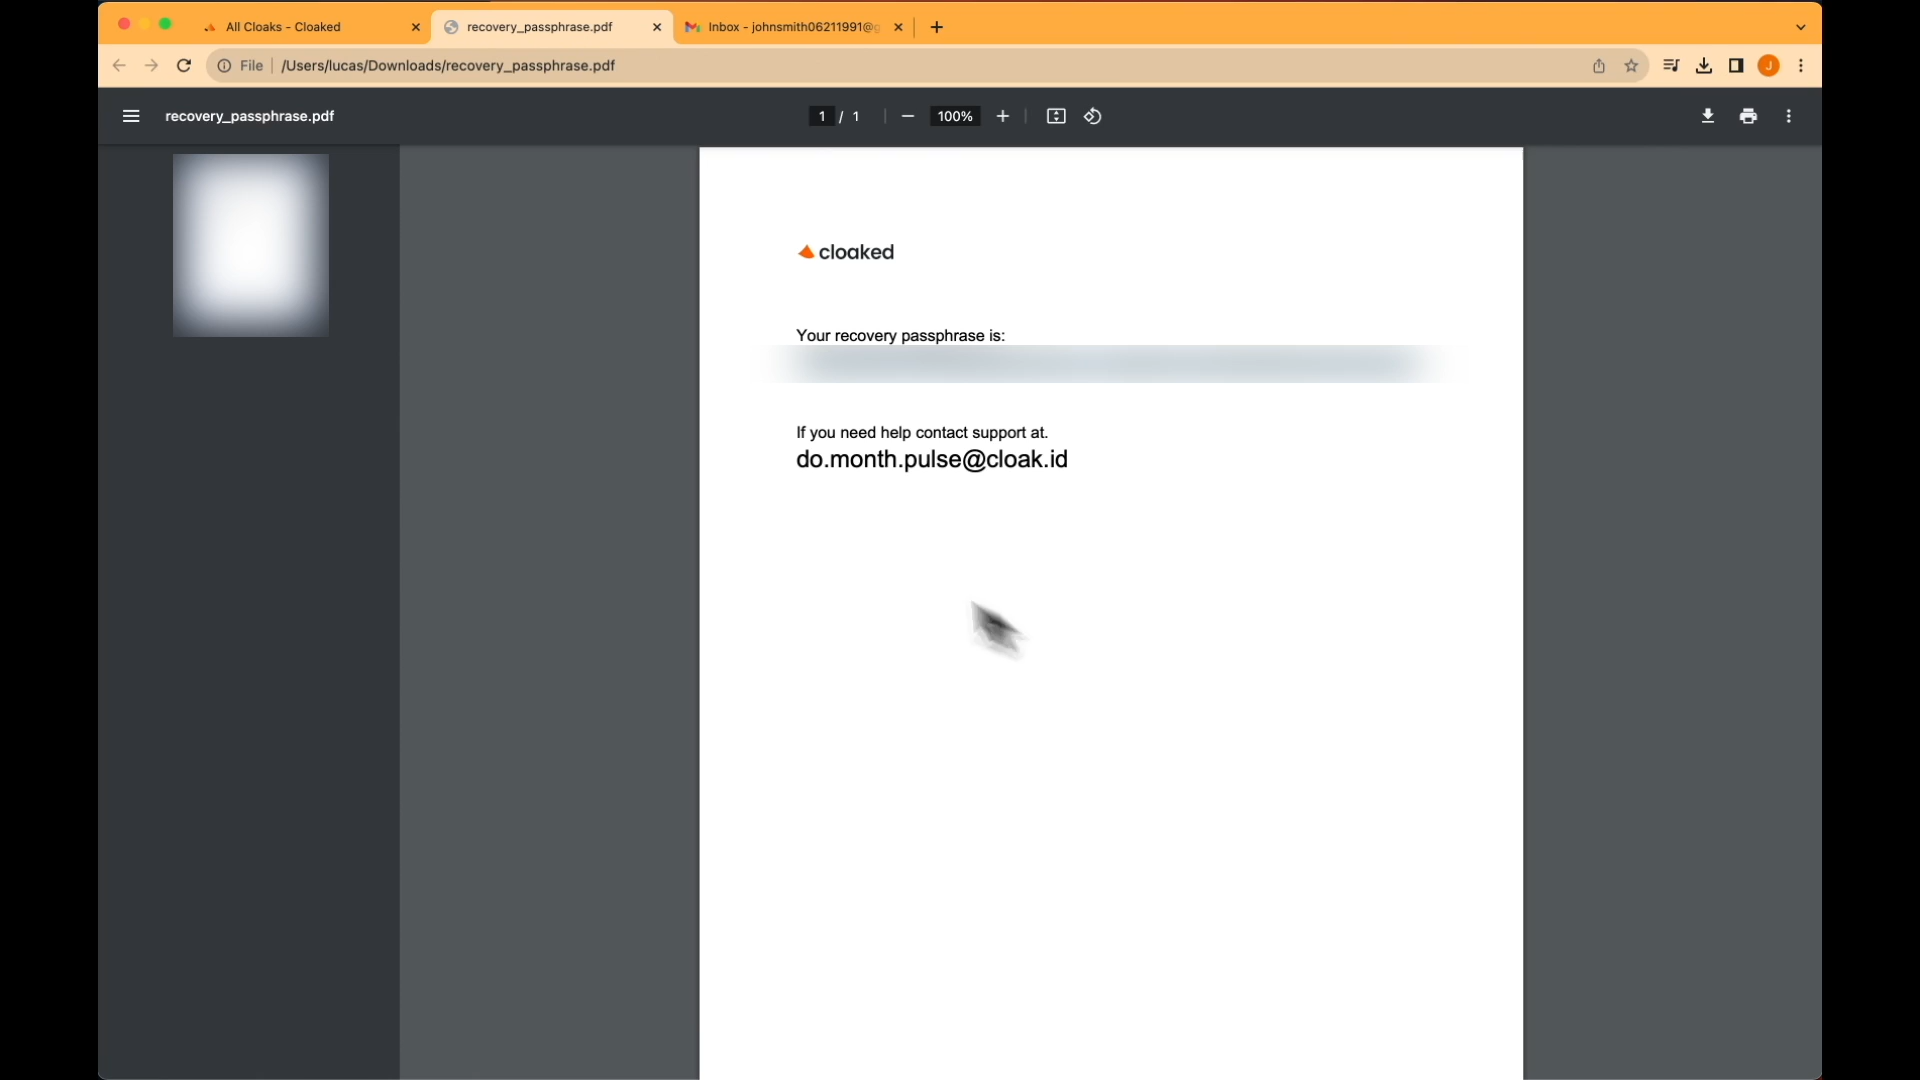 All Cloaks - Cloaked
recovery_passphrase.pdf
Inbox - johnsmith06211991@g
File
/Users/lucas/Downloads/recovery_passphrase.pdf
J
recovery_passphrase.pdf
1 / 1
100%
cloaked
Your recovery passphrase is:
If you need help contact support at.
do.month.pulse@cloak.id